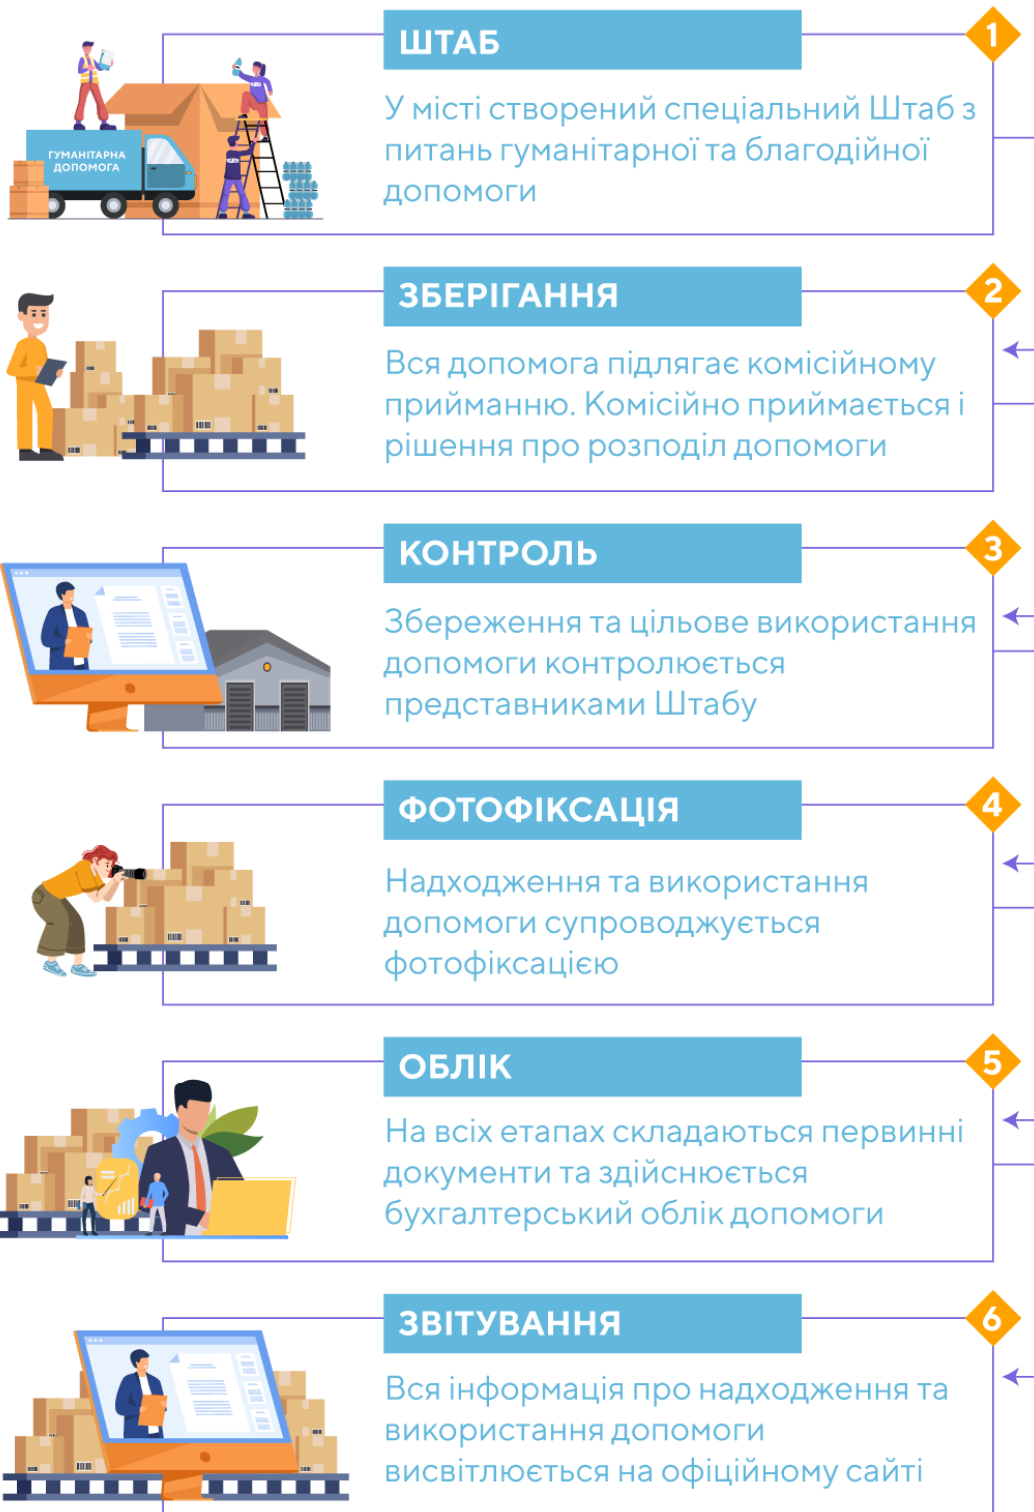 ШТАБ
1
У місті створений спеціальний Штаб з
питань гуманітарної та благодійної
допомоги
ГУМАНІТАРНА
ДОПОМОГА
ЗБЕРІГАННЯ
2
Вся допомога підлягає комісійному
прийманню. Комісійно приймається і
рішення про розподіл допомоги
КОНТРОЛЬ
3
Збереження та цільове використання
допомоги контролюється
представниками Штабу
ФОТОФІКСАЦІЯ
4
Надходження та використання
допомоги супроводжується
фотофіксацією
ОБЛІК
5
На всіх етапах складаються первинні
документи та здійснюється
бухгалтерський облік допомоги
ЗВІТУВАННЯ
6
Вся інформація про надходження та
використання допомоги
висвітлюється на офіційному сайті